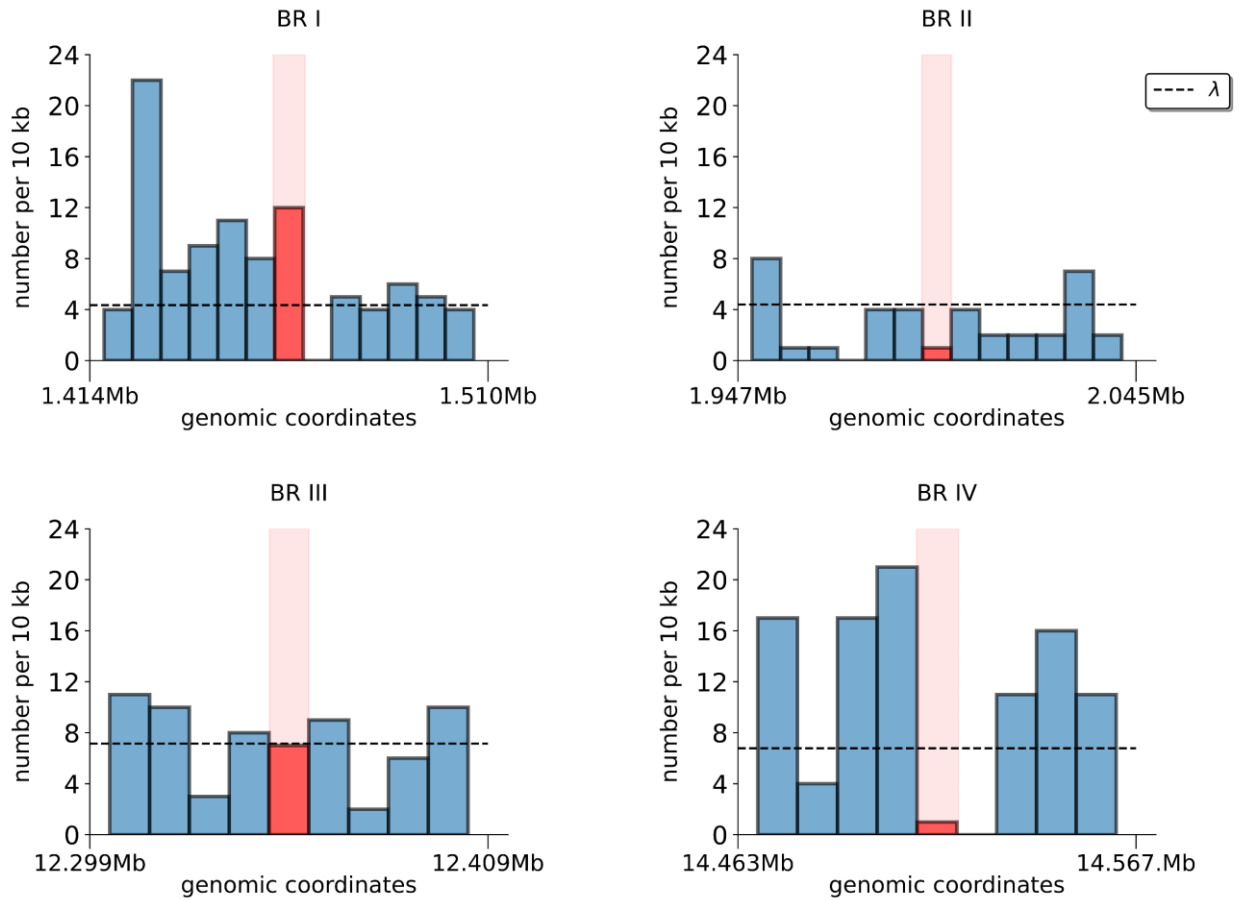 BR I
24
20
16
12
8
4
0
number per 10 kb
1.414Mb
1.510Mb
genomic coordinates
BR II
24
20
16
12
8
4
0
number per 10 kb
1.947Mb
2.045Mb
genomic coordinates
λ
BR III
24
20
16
12
8
4
0
number per 10 kb
12.299Mb
12.409Mb
genomic coordinates
BR IV
24
20
16
12
8
4
0
number per 10 kb
14.463Mb
14.567.Mb
genomic coordinates